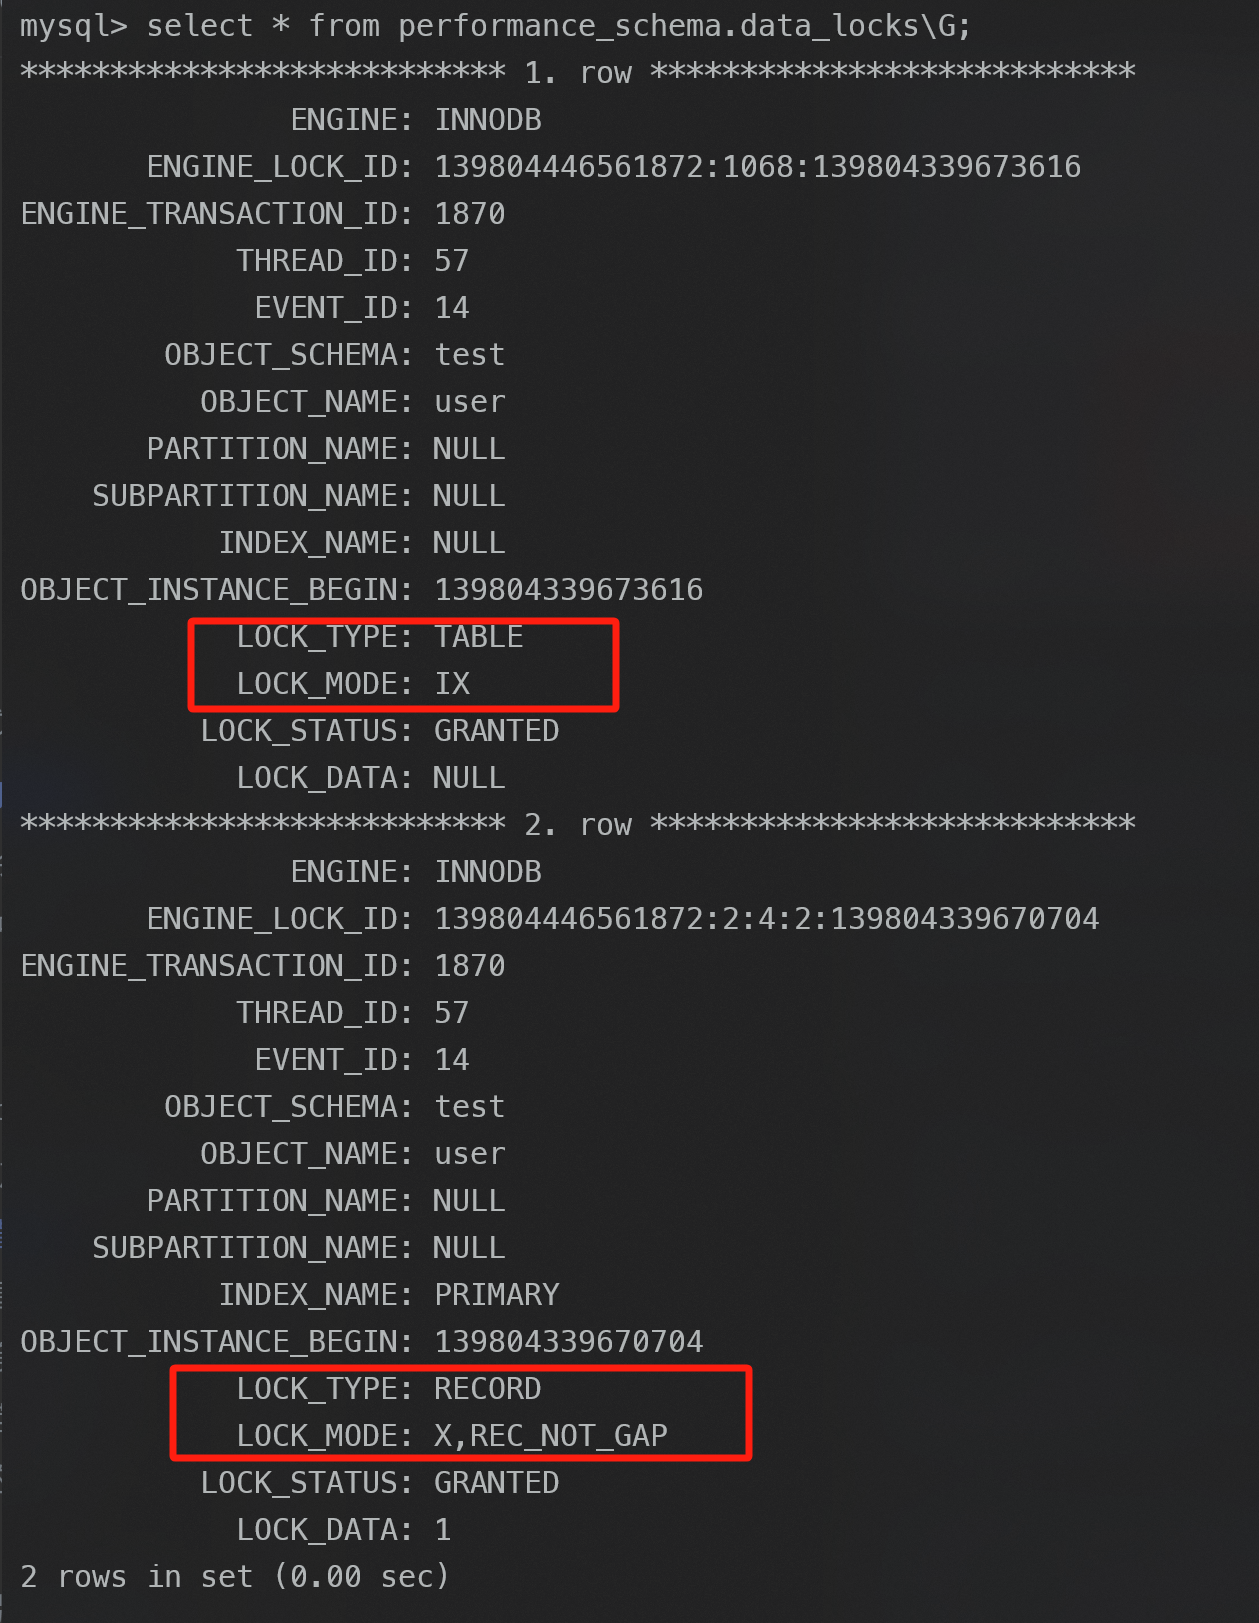 mysql> select * from performance_schema.data_locks\G;
*************************** 1. row ***************************
ENGINE: INNODB
ENGINE_LOCK_ID: 139804446561872:1068:139804339673616
ENGINE_TRANSACTION_ID: 1870
THREAD_ID: 57
EVENT_ID: 14
OBJECT_SCHEMA: test
OBJECT_NAME: user
PARTITION_NAME: NULL
SUBPARTITION_NAME: NULL
INDEX_NAME: NULL
OBJECT_INSTANCE_BEGIN: 139804339673616
LOCK_TYPE: TABLE
LOCK_MODE: IX
LOCK_STATUS: GRANTED
LOCK_DATA: NULL
*************************** 2. row ***************************
ENGINE: INNODB
ENGINE_LOCK_ID: 139804446561872:2:4:2:139804339670704
ENGINE_TRANSACTION_ID: 1870
THREAD_ID: 57
EVENT_ID: 14
OBJECT_SCHEMA: test
OBJECT_NAME: user
PARTITION_NAME: NULL
SUBPARTITION_NAME: NULL
INDEX_NAME: PRIMARY
OBJECT_INSTANCE_BEGIN: 139804339670704
LOCK_TYPE: RECORD
LOCK_MODE: X,REC_NOT_GAP
LOCK_STATUS: GRANTED
LOCK_DATA: 1
2 rows in set (0.00 sec)